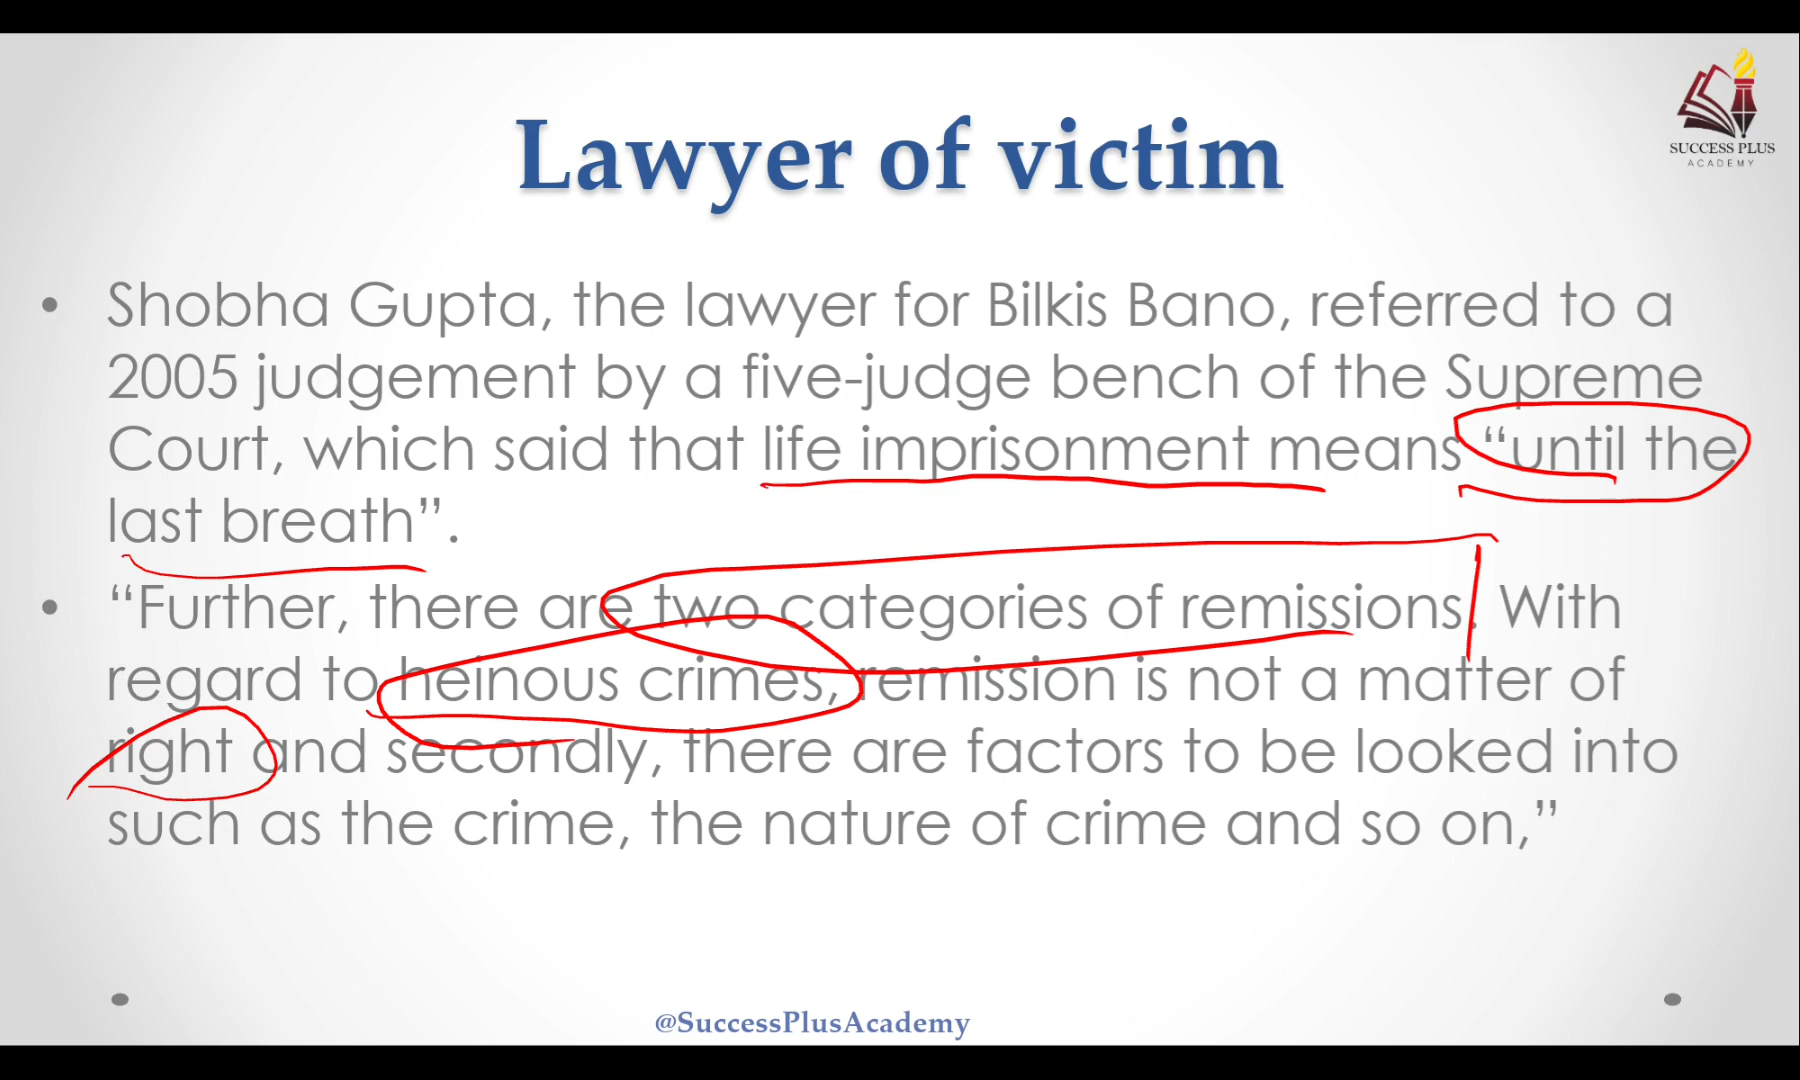 SUCCESS PLUS
ACADEMY
Lawyer of victim
• Shobha Gupta, the lawyer for Bilkis Bano, referred to a
2005 judgement by a five-judge bench of the Supreme
Court, which said that life imprisonment means “until the
last breath”.
• “Further, there are two categories of remissions. With
regard to heinous crimes, remission is not a matter of
right and secondly, there are factors to be looked into
such as the crime, the nature of crime and so on,”
@SuccessPlusAcademy